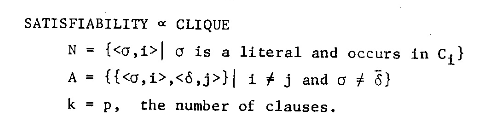 SATISFIABILITY ∝ CLIQUE
N = {<σ,i>| σ is a literal and occurs in C_i}
A = {{<σ,i>,<δ,j>}| i ≠ j and σ ≠ δ̄}
k = p, the number of clauses.